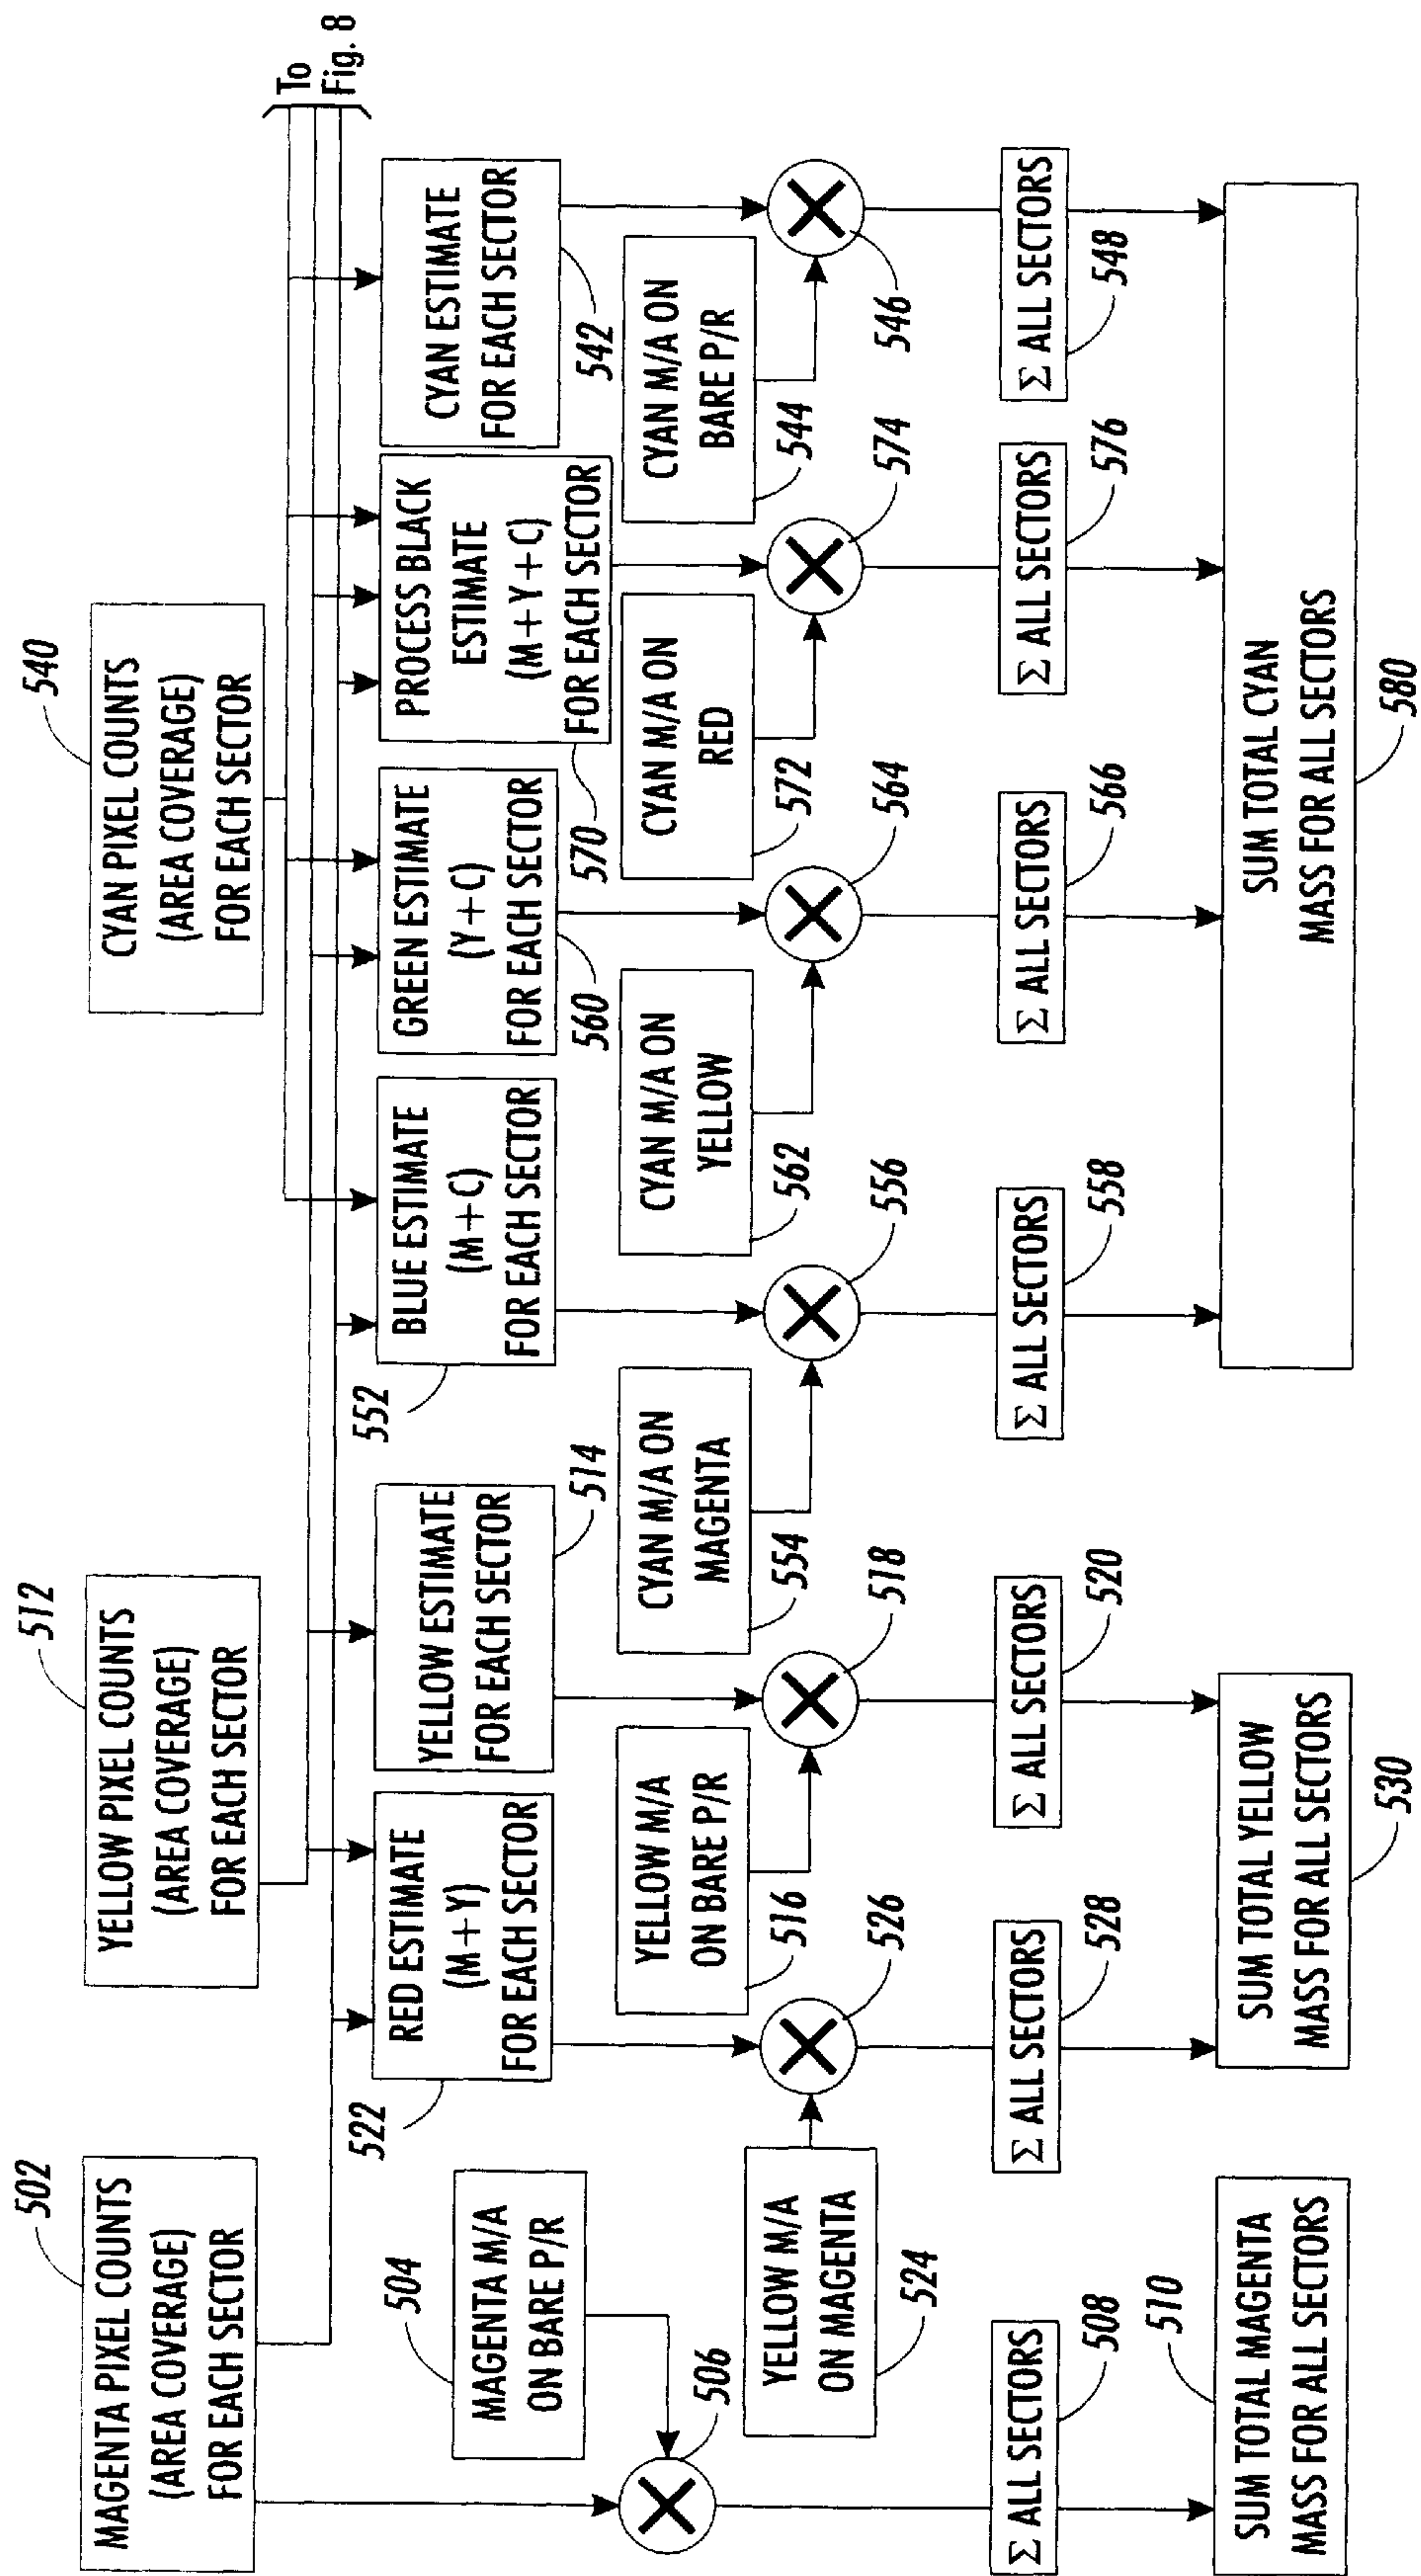 502
MAGENTA PIXEL COUNTS
(AREA COVERAGE)
FOR EACH SECTOR
512
YELLOW PIXEL COUNTS
(AREA COVERAGE)
FOR EACH SECTOR
540
CYAN PIXEL COUNTS
(AREA COVERAGE)
FOR EACH SECTOR
To
Fig. 8
504
MAGENTA M/A
ON BARE P/R
506
Σ ALL SECTORS
508
510
SUM TOTAL MAGENTA
MASS FOR ALL SECTORS
522
RED ESTIMATE
(M+Y)
FOR EACH SECTOR
YELLOW M/A
ON MAGENTA
524
526
Σ ALL SECTORS
528
YELLOW ESTIMATE
FOR EACH SECTOR
514
YELLOW M/A
ON BARE P/R
516
518
Σ ALL SECTORS
520
SUM TOTAL YELLOW
MASS FOR ALL SECTORS
530
552
BLUE ESTIMATE
(M+C)
FOR EACH SECTOR
CYAN M/A ON
MAGENTA
554
556
Σ ALL SECTORS
558
GREEN ESTIMATE
(Y+C)
FOR EACH SECTOR
560
CYAN M/A ON
YELLOW
562
564
Σ ALL SECTORS
566
PROCESS BLACK
ESTIMATE
(M+Y+C)
FOR EACH SECTOR
570
CYAN M/A ON
RED
572
574
Σ ALL SECTORS
576
CYAN ESTIMATE
FOR EACH SECTOR
542
CYAN M/A ON
BARE P/R
544
546
Σ ALL SECTORS
548
SUM TOTAL CYAN
MASS FOR ALL SECTORS
580